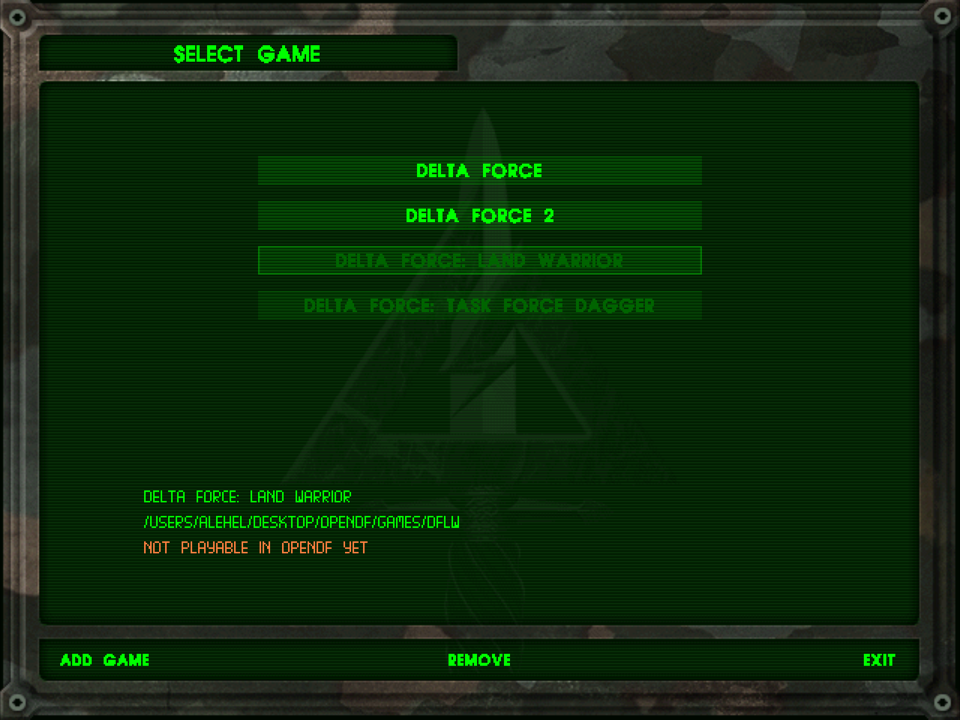 SELECT GAME
DELTA FORCE
DELTA FORCE 2
DELTA FORCE: LAND WARRIOR
DELTA FORCE: TASK FORCE DAGGER
DELTA FORCE: LAND WARRIOR
/USERS/ALEHEL/DESKTOP/OPENDF/GAMES/DFLW
NOT PLAYABLE IN OPENDF YET
ADD GAME
REMOVE
EXIT